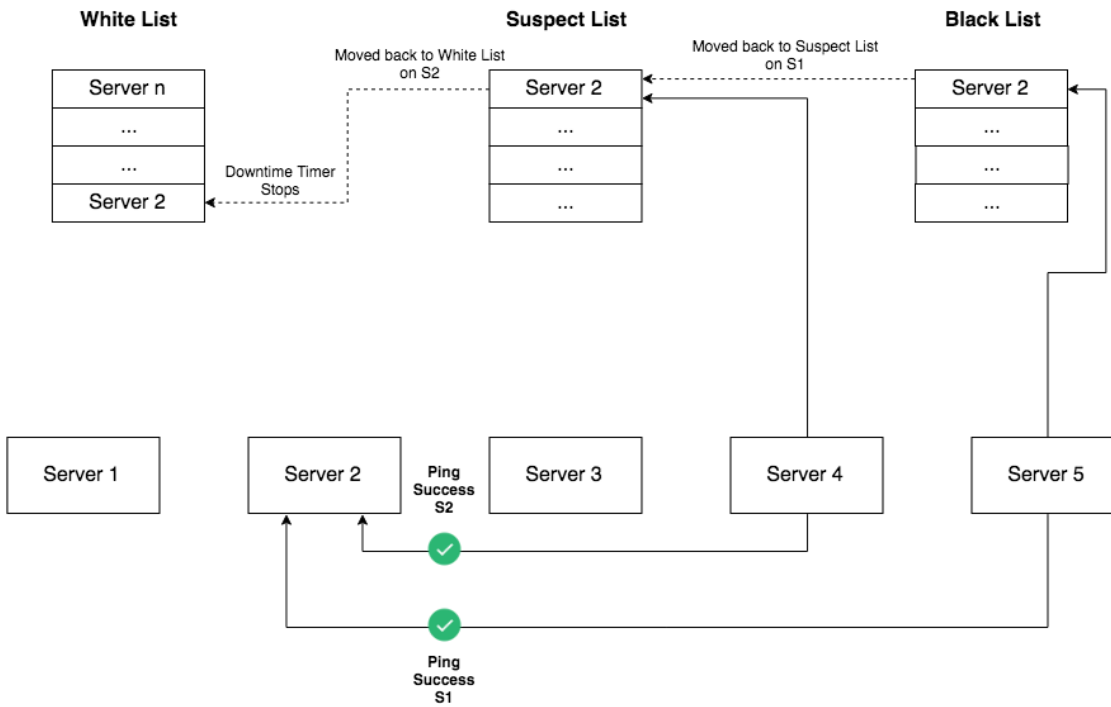 White List
Suspect List
Black List
Moved back to White List
on S2
Moved back to Suspect List
on S1
Server n
...
...
Server 2
Server 2
...
...
...
Server 2
...
...
...
Downtime Timer
Stops
Server 1
Server 2
Server 3
Server 4
Server 5
Ping
Success
S2
Ping
Success
S1